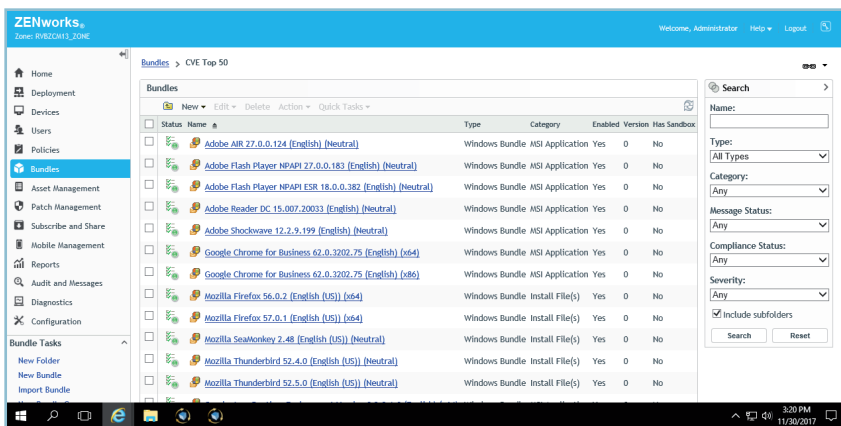 ZENworks®
Zone: RVBZCM13_ZONE
Welcome, Administrator Help Logout
Home
Deployment
Devices
Users
Policies
Bundles
Asset Management
Patch Management
Subscribe and Share
Mobile Management
Reports
Audit and Messages
Diagnostics
Configuration
Bundle Tasks
New Folder
New Bundle
Import Bundle
Bundles > CVE Top 50
Bundles
New Edit Delete Action Quick Tasks
Status Name Type Category Enabled Version Has Sandbox
Adobe AIR 27.0.0.124 (English) (Neutral) Windows Bundle MSI Application Yes 0 No
Adobe Flash Player NPAPI 27.0.0.183 (English) (Neutral) Windows Bundle MSI Application Yes 0 No
Adobe Flash Player NPAPI ESR 18.0.0.382 (English) (Neutral) Windows Bundle MSI Application Yes 0 No
Adobe Reader DC 15.007.20033 (English) (Neutral) Windows Bundle MSI Application Yes 0 No
Adobe Shockwave 12.2.9.199 (English) (Neutral) Windows Bundle MSI Application Yes 0 No
Google Chrome for Business 62.0.3202.75 (English) (x64) Windows Bundle MSI Application Yes 0 No
Google Chrome for Business 62.0.3202.75 (English) (x86) Windows Bundle MSI Application Yes 0 No
Mozilla Firefox 56.0.2 (English (US)) (x64) Windows Bundle Install File(s) Yes 0 No
Mozilla Firefox 57.0.1 (English (US)) (x64) Windows Bundle Install File(s) Yes 0 No
Mozilla SeaMonkey 2.48 (English (US)) (Neutral) Windows Bundle Install File(s) Yes 0 No
Mozilla Thunderbird 52.4.0 (English (US)) (Neutral) Windows Bundle Install File(s) Yes 0 No
Mozilla Thunderbird 52.5.0 (English (US)) (Neutral) Windows Bundle Install File(s) Yes 0 No
Search
Name:
Type:
All Types
Category:
Any
Message Status:
Any
Compliance Status:
Any
Severity:
Any
Include subfolders
Search Reset
3:20 PM
11/30/2017